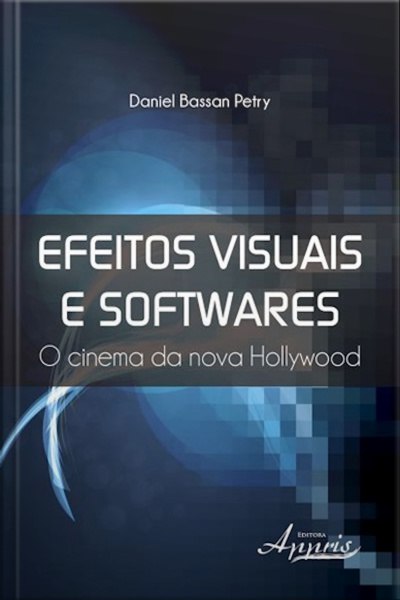 Daniel Bassan Petry
EFEITOS VISUAIS
E SOFTWARES
O cinema da nova Hollywood
EDITORA
Appris